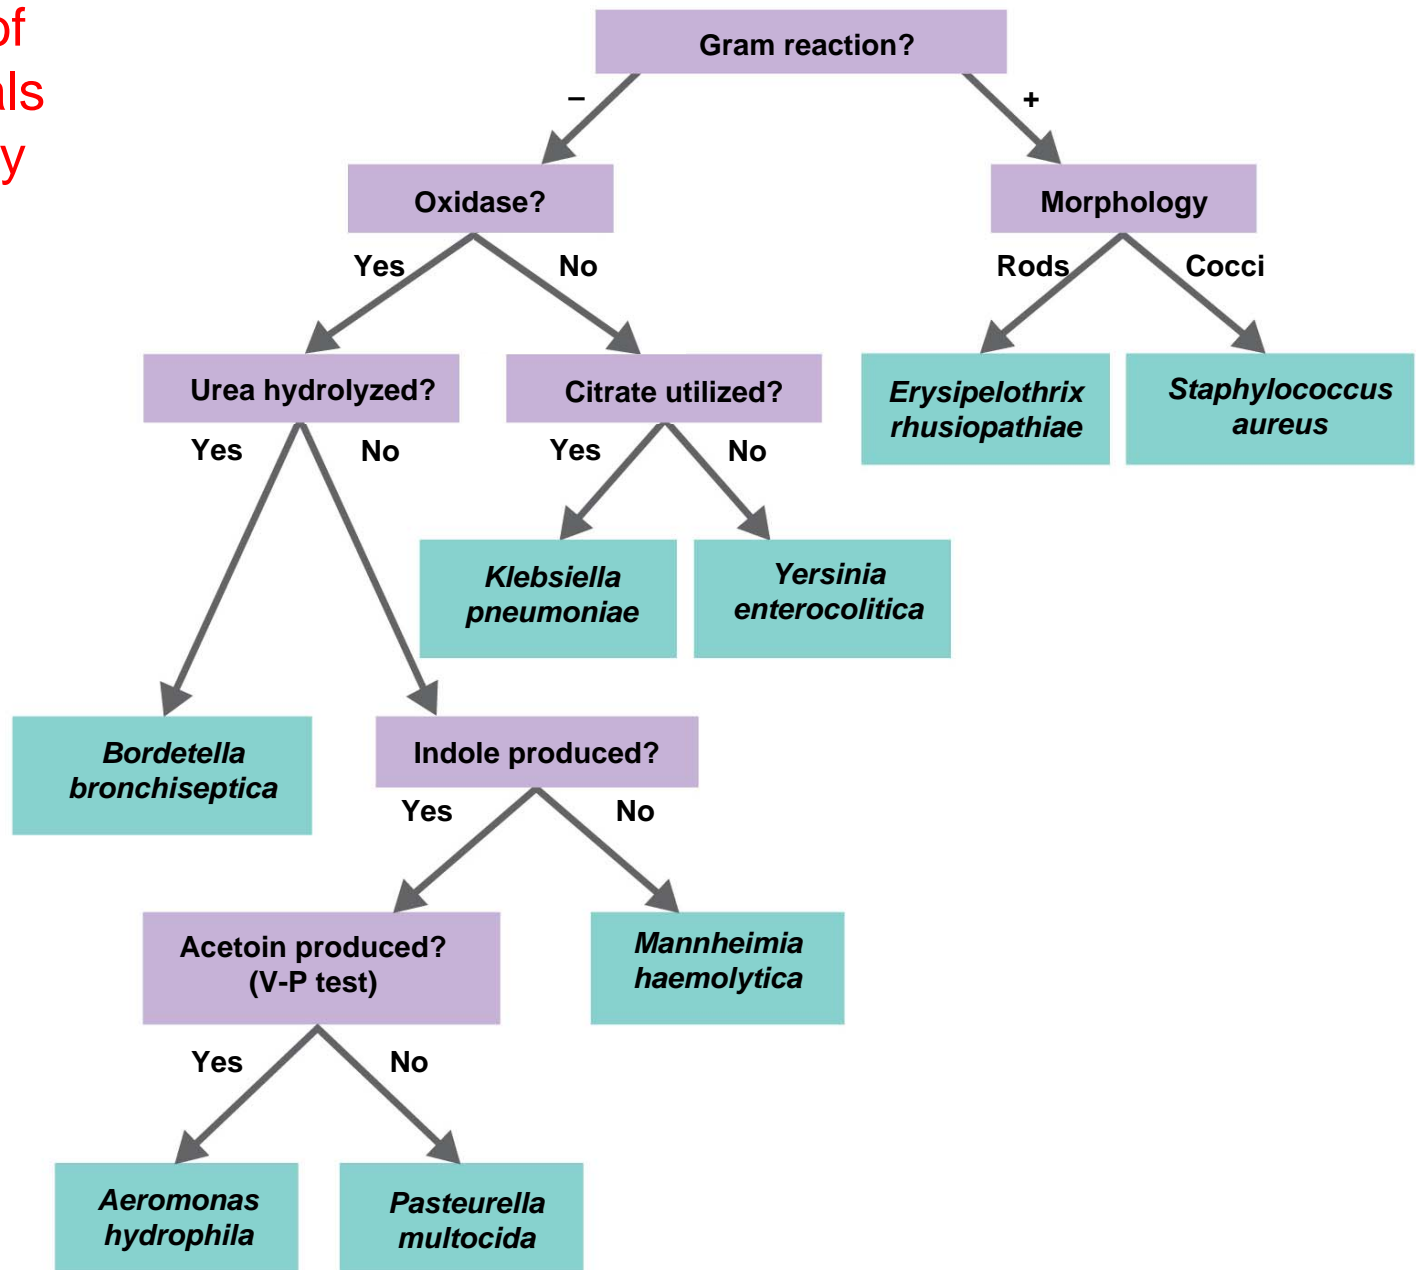 of
als
y
Gram reaction?
– +
Oxidase?
Morphology
Yes No
Rods Cocci
Urea hydrolyzed?
Citrate utilized?
Erysipelothrix
rhusiopathiae
Staphylococcus
aureus
Yes No
Yes No
Klebsiella
pneumoniae
Yersinia
enterocolitica
Bordetella
bronchiseptica
Indole produced?
Yes No
Acetoin produced?
(V-P test)
Mannheimia
haemolytica
Yes No
Aeromonas
hydrophila
Pasteurella
multocida